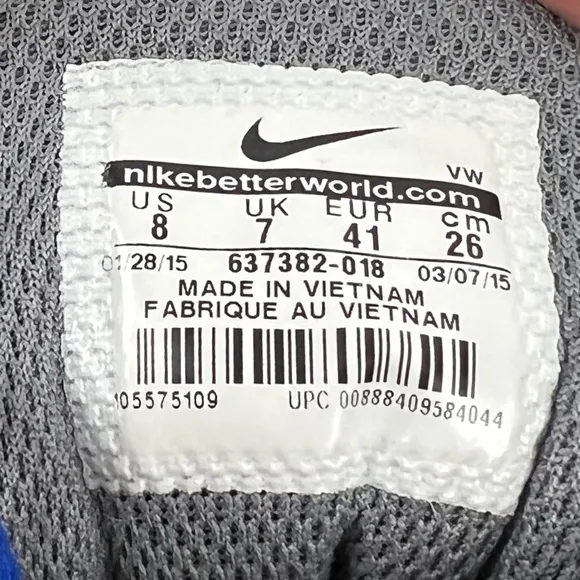 VW
nikebetterworld.com
US UK EUR cm
8 7 41 26
01/28/15 637382-018 03/07/15
MADE IN VIETNAM
FABRIQUE AU VIETNAM
105575109 UPC 00888409584044